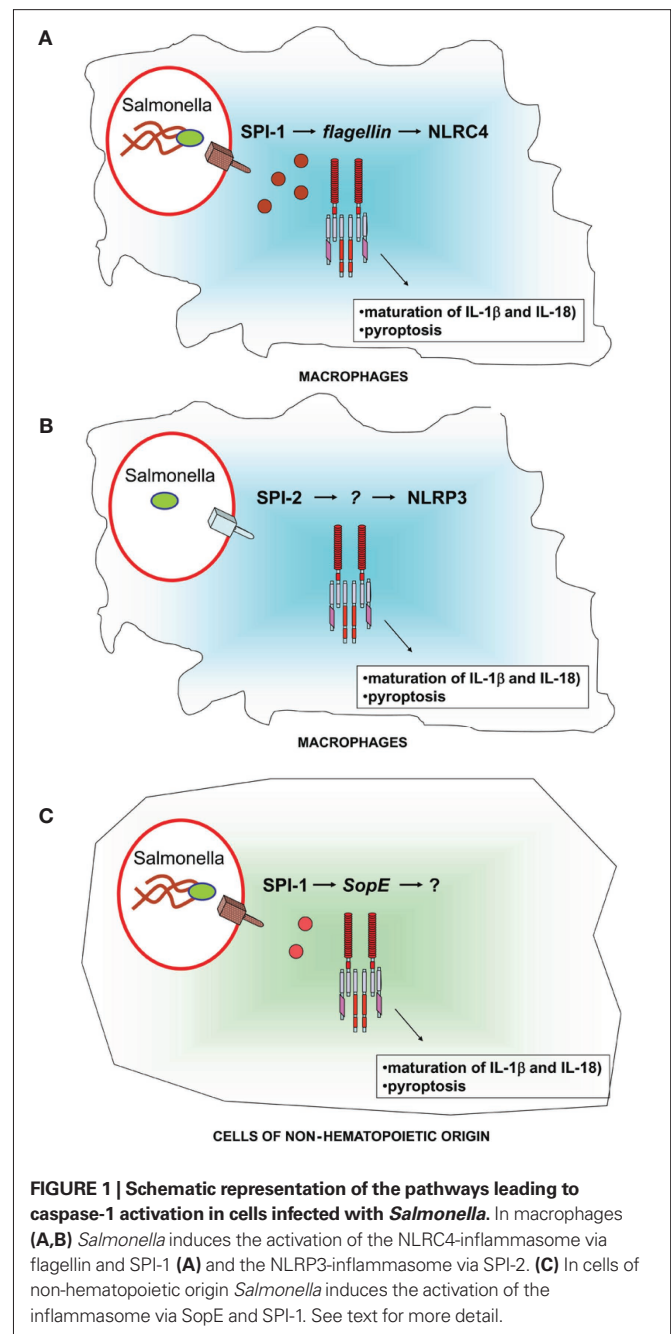 A
Salmonella
SPI-1 → flagellin → NLRC4
•maturation of IL-1β and IL-18)
•pyroptosis
MACROPHAGES
B
Salmonella
SPI-2 → ? → NLRP3
•maturation of IL-1β and IL-18)
•pyroptosis
MACROPHAGES
C
Salmonella
SPI-1 → SopE → ?
•maturation of IL-1β and IL-18)
•pyroptosis
CELLS OF NON-HEMATOPOIETIC ORIGIN
FIGURE 1 | Schematic representation of the pathways leading to
caspase-1 activation in cells infected with Salmonella. In macrophages
(A,B) Salmonella induces the activation of the NLRC4-inflammasome via
flagellin and SPI-1 (A) and the NLRP3-inflammasome via SPI-2. (C) In cells of
non-hematopoietic origin Salmonella induces the activation of the
inflammasome via SopE and SPI-1. See text for more detail.